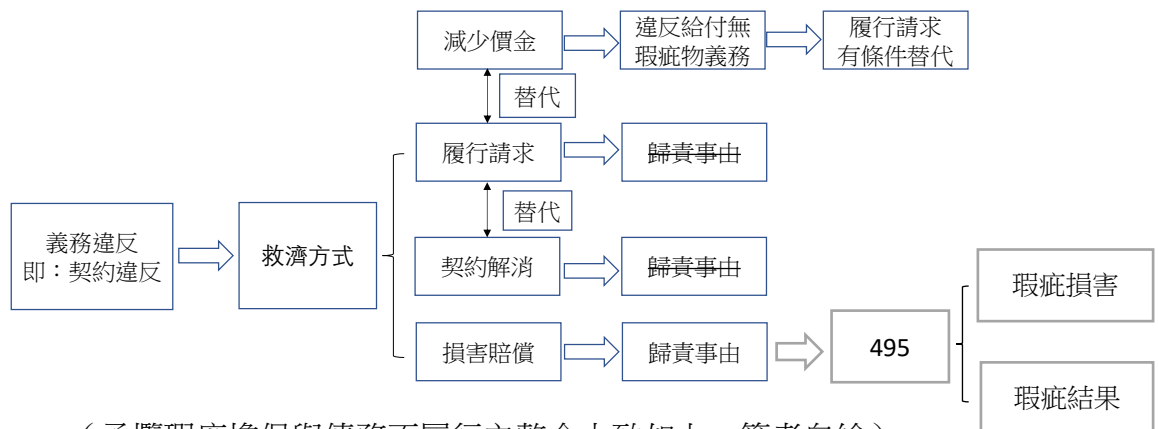 減少價金
違反給付無
瑕疵物義務
履行請求
有條件替代
替代
履行請求
歸責事由
替代
義務違反
即：契約違反
救濟方式
契約解消
歸責事由
瑕疵損害
損害賠償
歸責事由
495
瑕疵結果